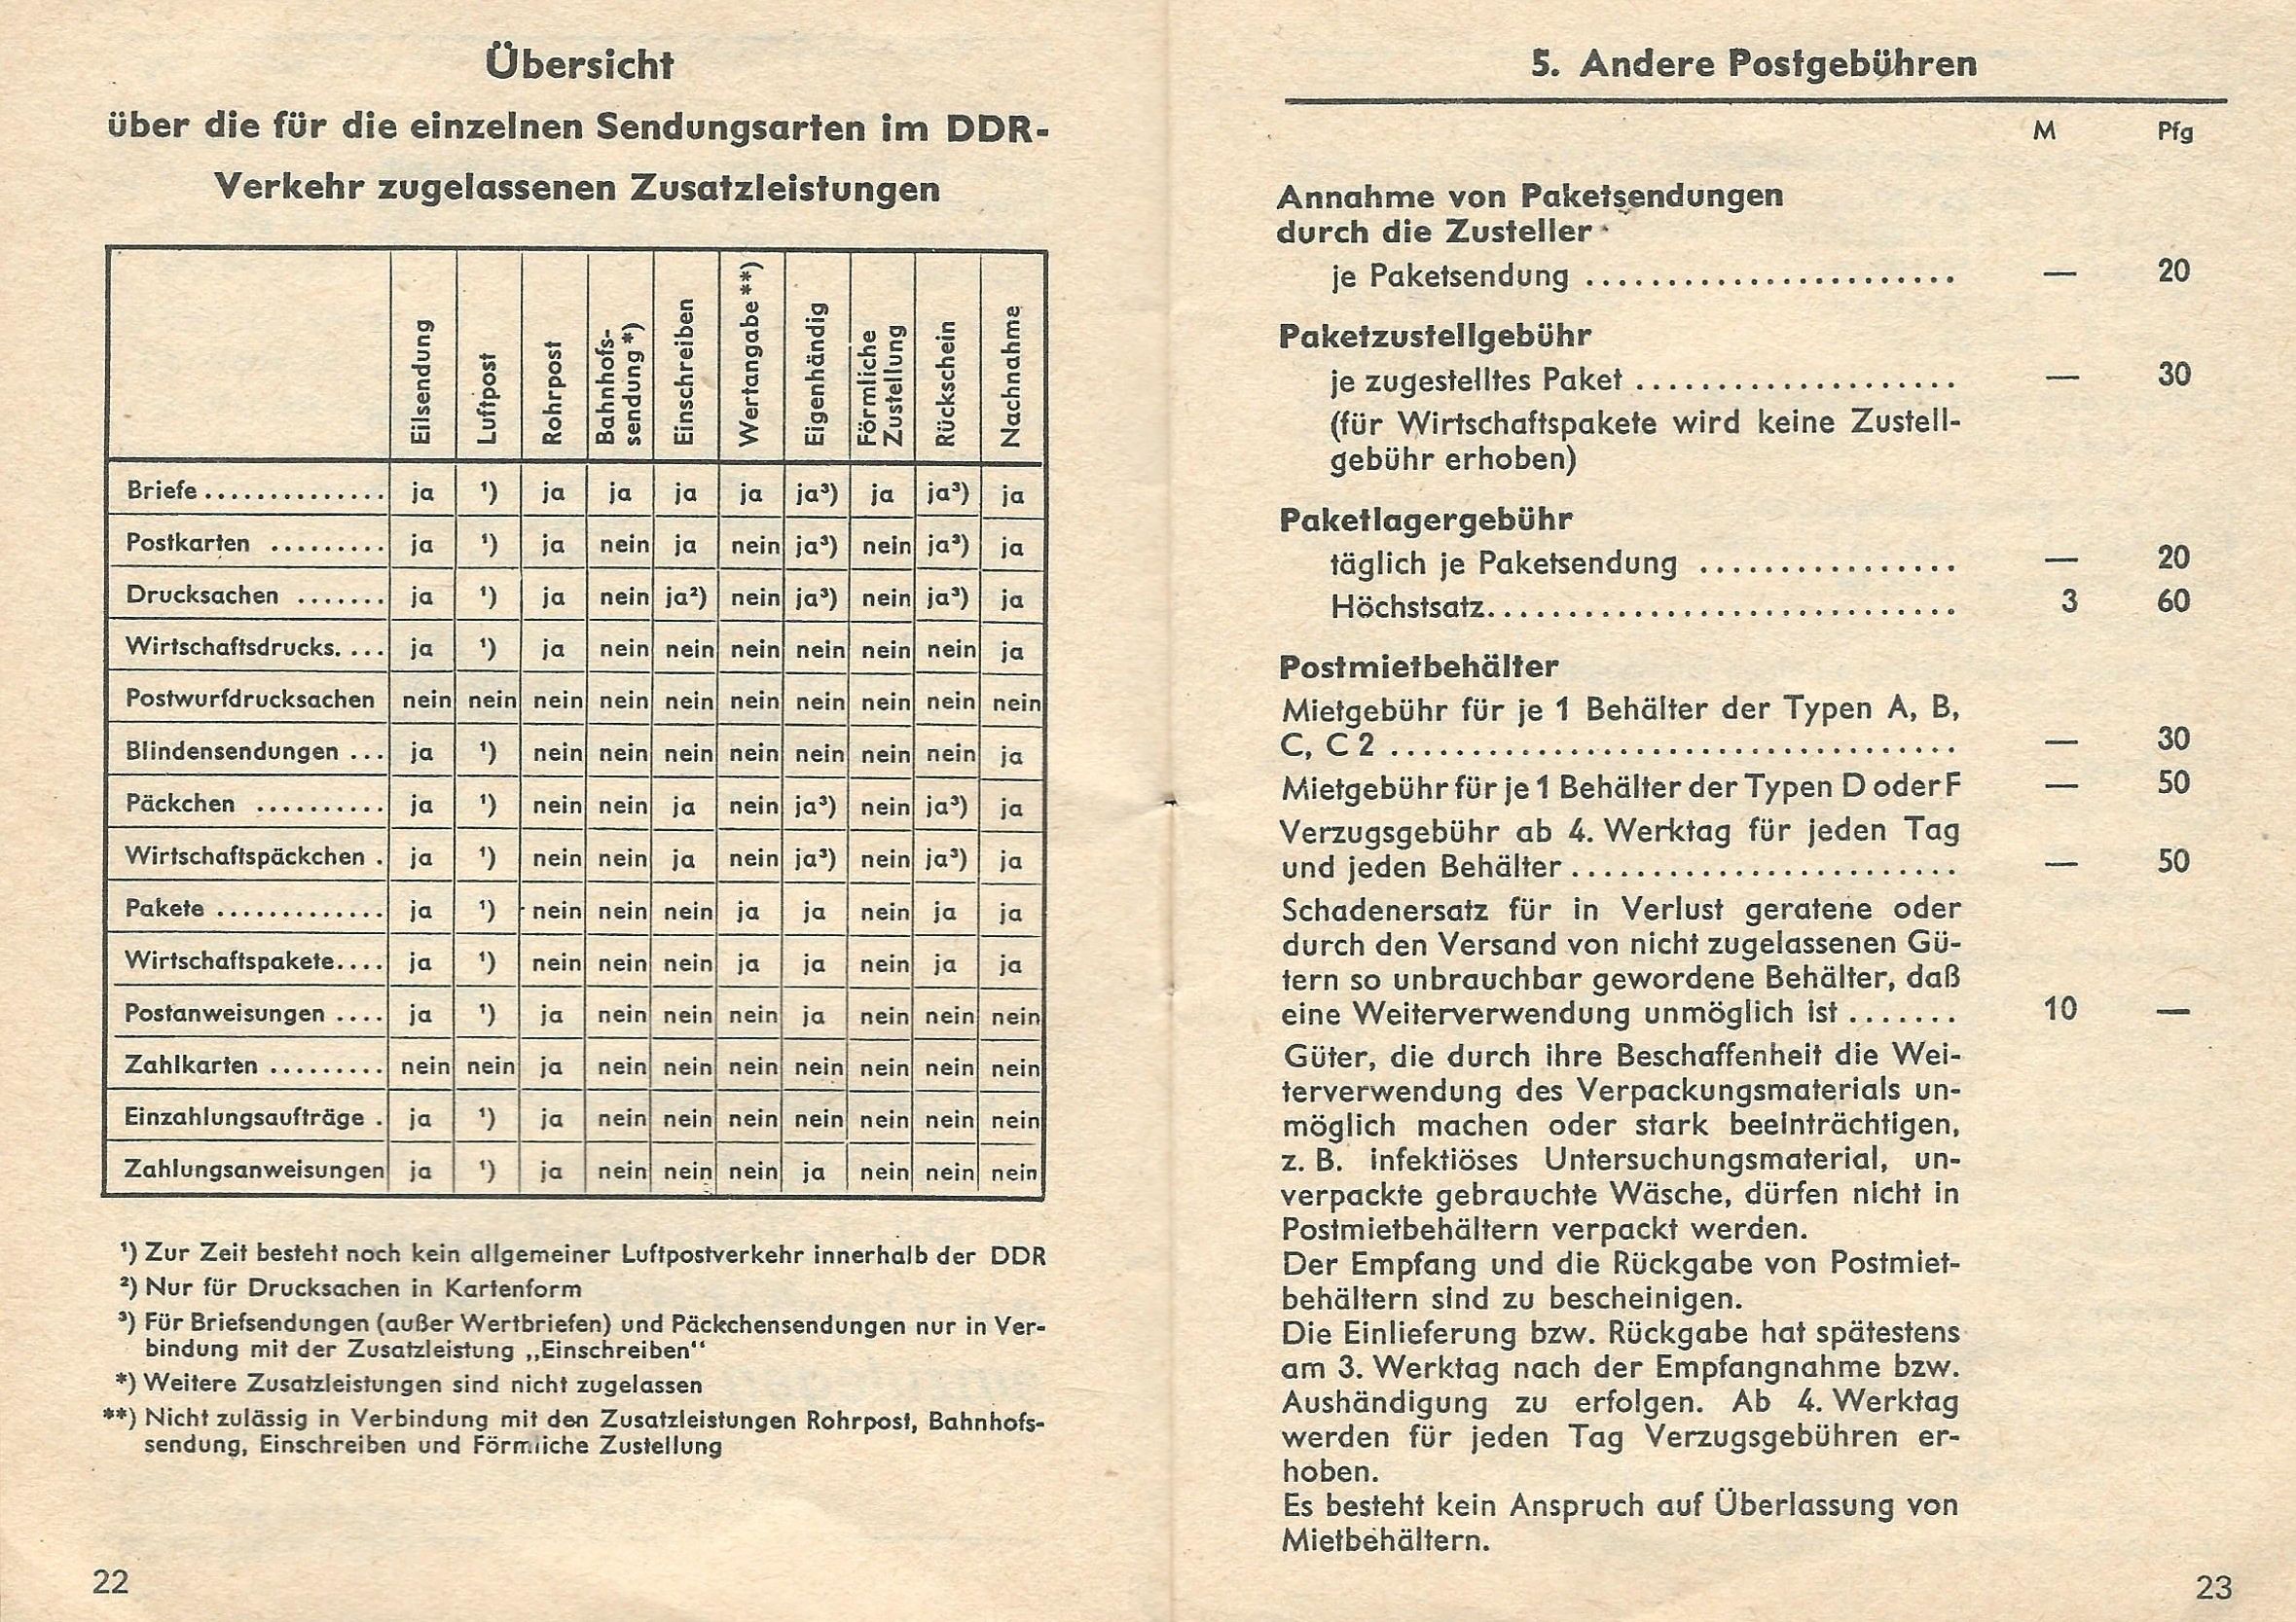 Übersicht
über die für die einzelnen Sendungsarten im DDR-
Verkehr zugelassenen Zusatzleistungen
Eilsendung
Luftpost
Rohrpost
Bahnhofs-
sendung *)
Einschreiben
Wertangabe **)
Eigenhändig
Förmliche
Zustellung
Rückschein
Nachnahme
Briefe .............. ja ¹) ja ja ja ja ja³) ja ja³) ja
Postkarten ......... ja ¹) ja nein ja nein ja³) nein ja³) ja
Drucksachen ....... ja ¹) ja nein ja²) nein ja³) nein ja³) ja
Wirtschaftsdrucks. ... ja ¹) ja nein nein nein nein nein nein ja
Postwurfdrucksachen nein nein nein nein nein nein nein nein nein nein
Blindensendungen ... ja ¹) nein nein nein nein nein nein nein ja
Päckchen .......... ja ¹) nein nein ja nein ja³) nein ja³) ja
Wirtschaftspäckchen . ja ¹) nein nein ja nein ja³) nein ja³) ja
Pakete ............. ja ¹) nein nein nein ja ja nein ja ja
Wirtschaftspakete.... ja ¹) nein nein nein ja ja nein ja ja
Postanweisungen .... ja ¹) ja nein nein nein ja nein nein nein
Zahlkarten ......... nein nein ja nein nein nein nein nein nein nein
Einzahlungsaufträge . ja ¹) ja nein nein nein nein nein nein nein
Zahlungsanweisungen ja ¹) ja nein nein nein ja nein nein nein
¹) Zur Zeit besteht noch kein allgemeiner Luftpostverkehr innerhalb der DDR
²) Nur für Drucksachen in Kartenform
³) Für Briefsendungen (außer Wertbriefen) und Päckchensendungen nur in Ver-
bindung mit der Zusatzleistung „Einschreiben"
*) Weitere Zusatzleistungen sind nicht zugelassen
**) Nicht zulässig in Verbindung mit den Zusatzleistungen Rohrpost, Bahnhofs-
sendung, Einschreiben und Förmliche Zustellung
22
5. Andere Postgebühren
M Pfg
Annahme von Paketsendungen
durch die Zusteller
je Paketsendung ....................... — 20
Paketzustellgebühr
je zugestelltes Paket .................... — 30
(für Wirtschaftspakete wird keine Zustell-
gebühr erhoben)
Paketlagergebühr
täglich je Paketsendung ................ — 20
Höchstsatz............................. 3 60
Postmietbehälter
Mietgebühr für je 1 Behälter der Typen A, B,
C, C 2 ................................... — 30
Mietgebühr für je 1 Behälter der Typen D oder F — 50
Verzugsgebühr ab 4. Werktag für jeden Tag
und jeden Behälter ........................ — 50
Schadenersatz für in Verlust geratene oder
durch den Versand von nicht zugelassenen Gü-
tern so unbrauchbar gewordene Behälter, daß
eine Weiterverwendung unmöglich ist ....... 10 —
Güter, die durch ihre Beschaffenheit die Wei-
terverwendung des Verpackungsmaterials un-
möglich machen oder stark beeinträchtigen,
z. B. infektiöses Untersuchungsmaterial, un-
verpackte gebrauchte Wäsche, dürfen nicht in
Postmietbehältern verpackt werden.
Der Empfang und die Rückgabe von Postmiet-
behältern sind zu bescheinigen.
Die Einlieferung bzw. Rückgabe hat spätestens
am 3. Werktag nach der Empfangnahme bzw.
Aushändigung zu erfolgen. Ab 4. Werktag
werden für jeden Tag Verzugsgebühren er-
hoben.
Es besteht kein Anspruch auf Überlassung von
Mietbehältern.
23